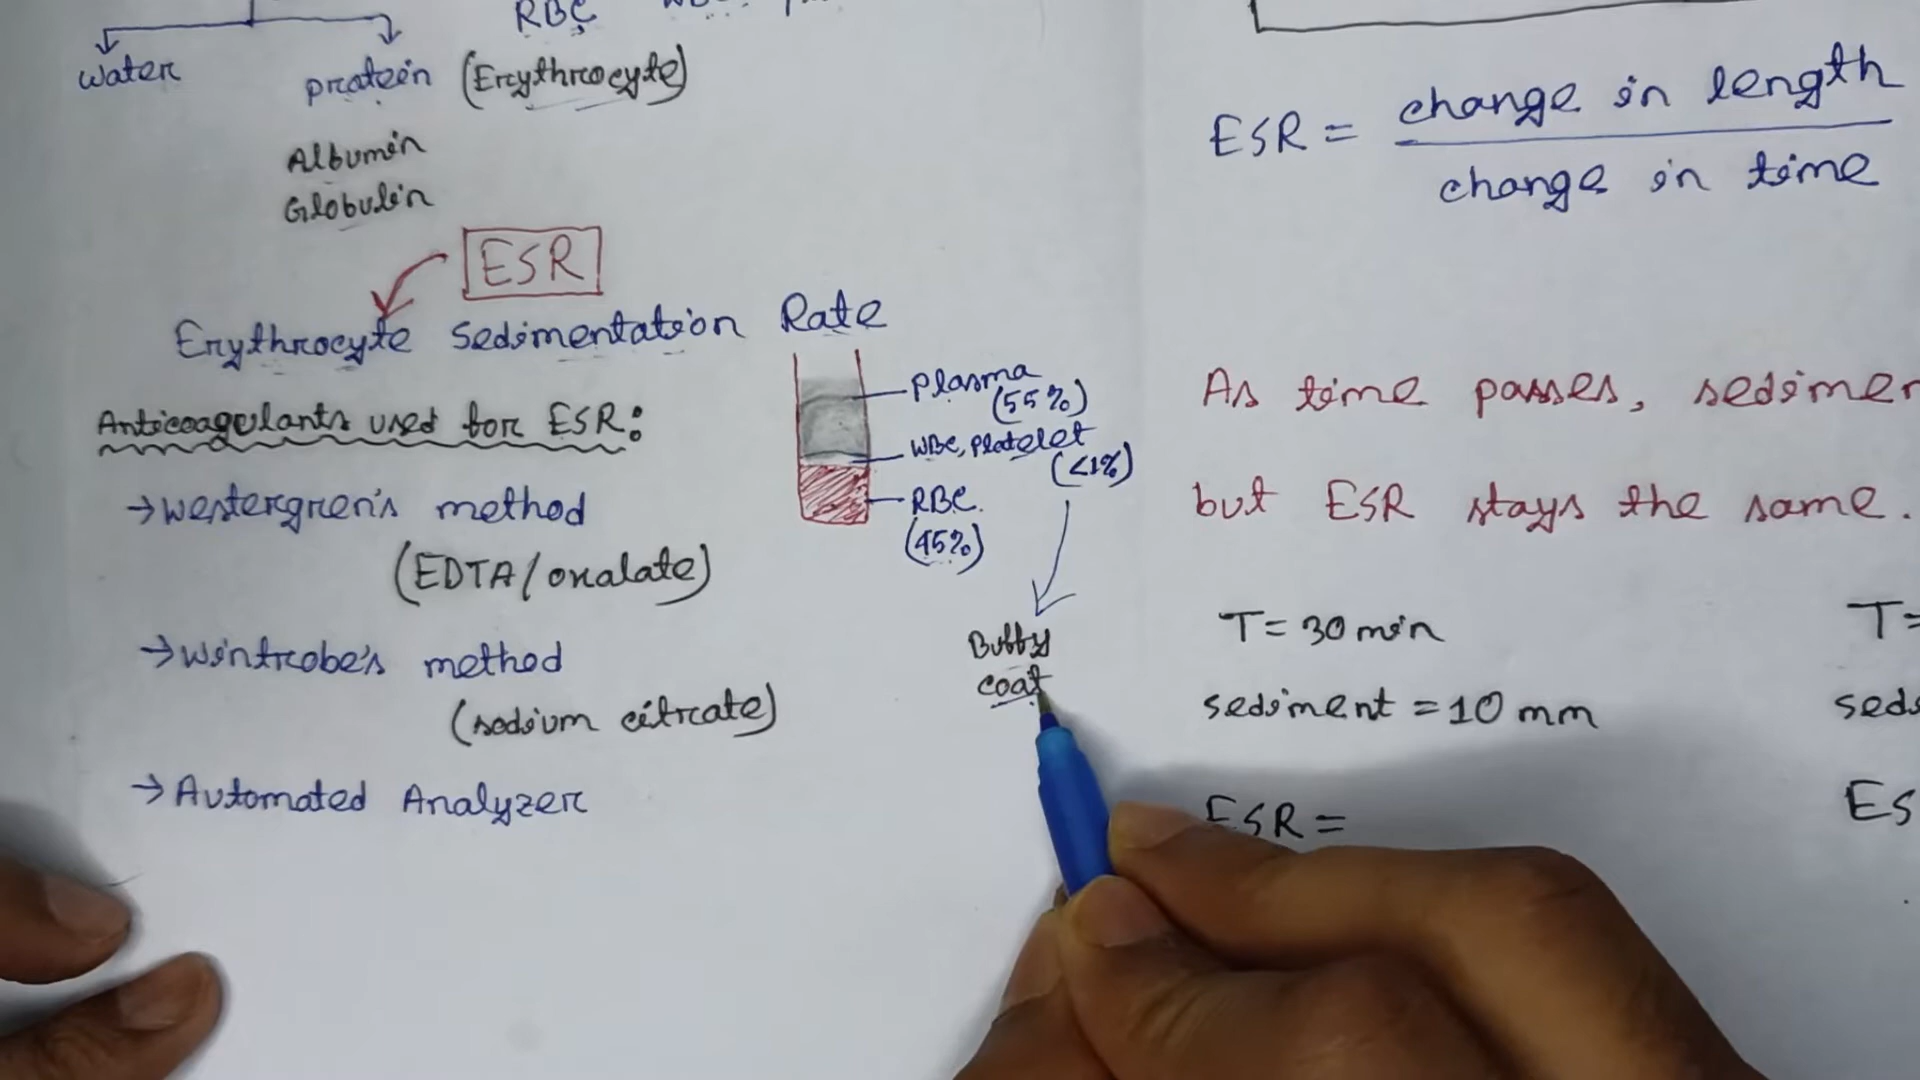 RBC
water
protein (Erythrocyte)
Albumin
Globulin
ESR
Erythrocyte Sedimentation Rate
Anticoagulants used for ESR:
→ Westergren's method
(EDTA/oxalate)
→ Wintrobe's method
(sodium citrate)
→ Automated Analyzer
Plasma
(55%)
WBC, Platelet
(<1%)
RBC.
(45%)
Buffy
coat
ESR = change in length
change in time
As time passes, sedimen
but ESR stays the same.
T= 30 min
T=
sediment = 10 mm
sed
ESR =
ES